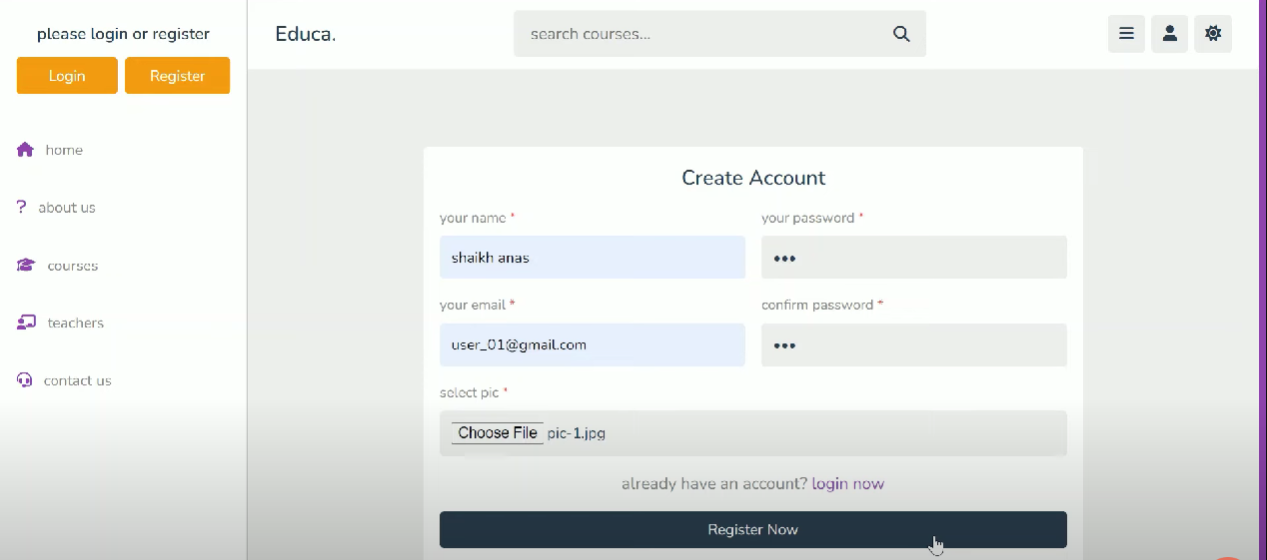 please login or register
Login
Register
home
? about us
courses
teachers
contact us
Educa.
search courses...
Create Account
your name *
shaikh anas
your password *
•••
your email *
user_01@gmail.com
confirm password *
•••
select pic *
Choose File pic-1.jpg
already have an account? login now
Register Now